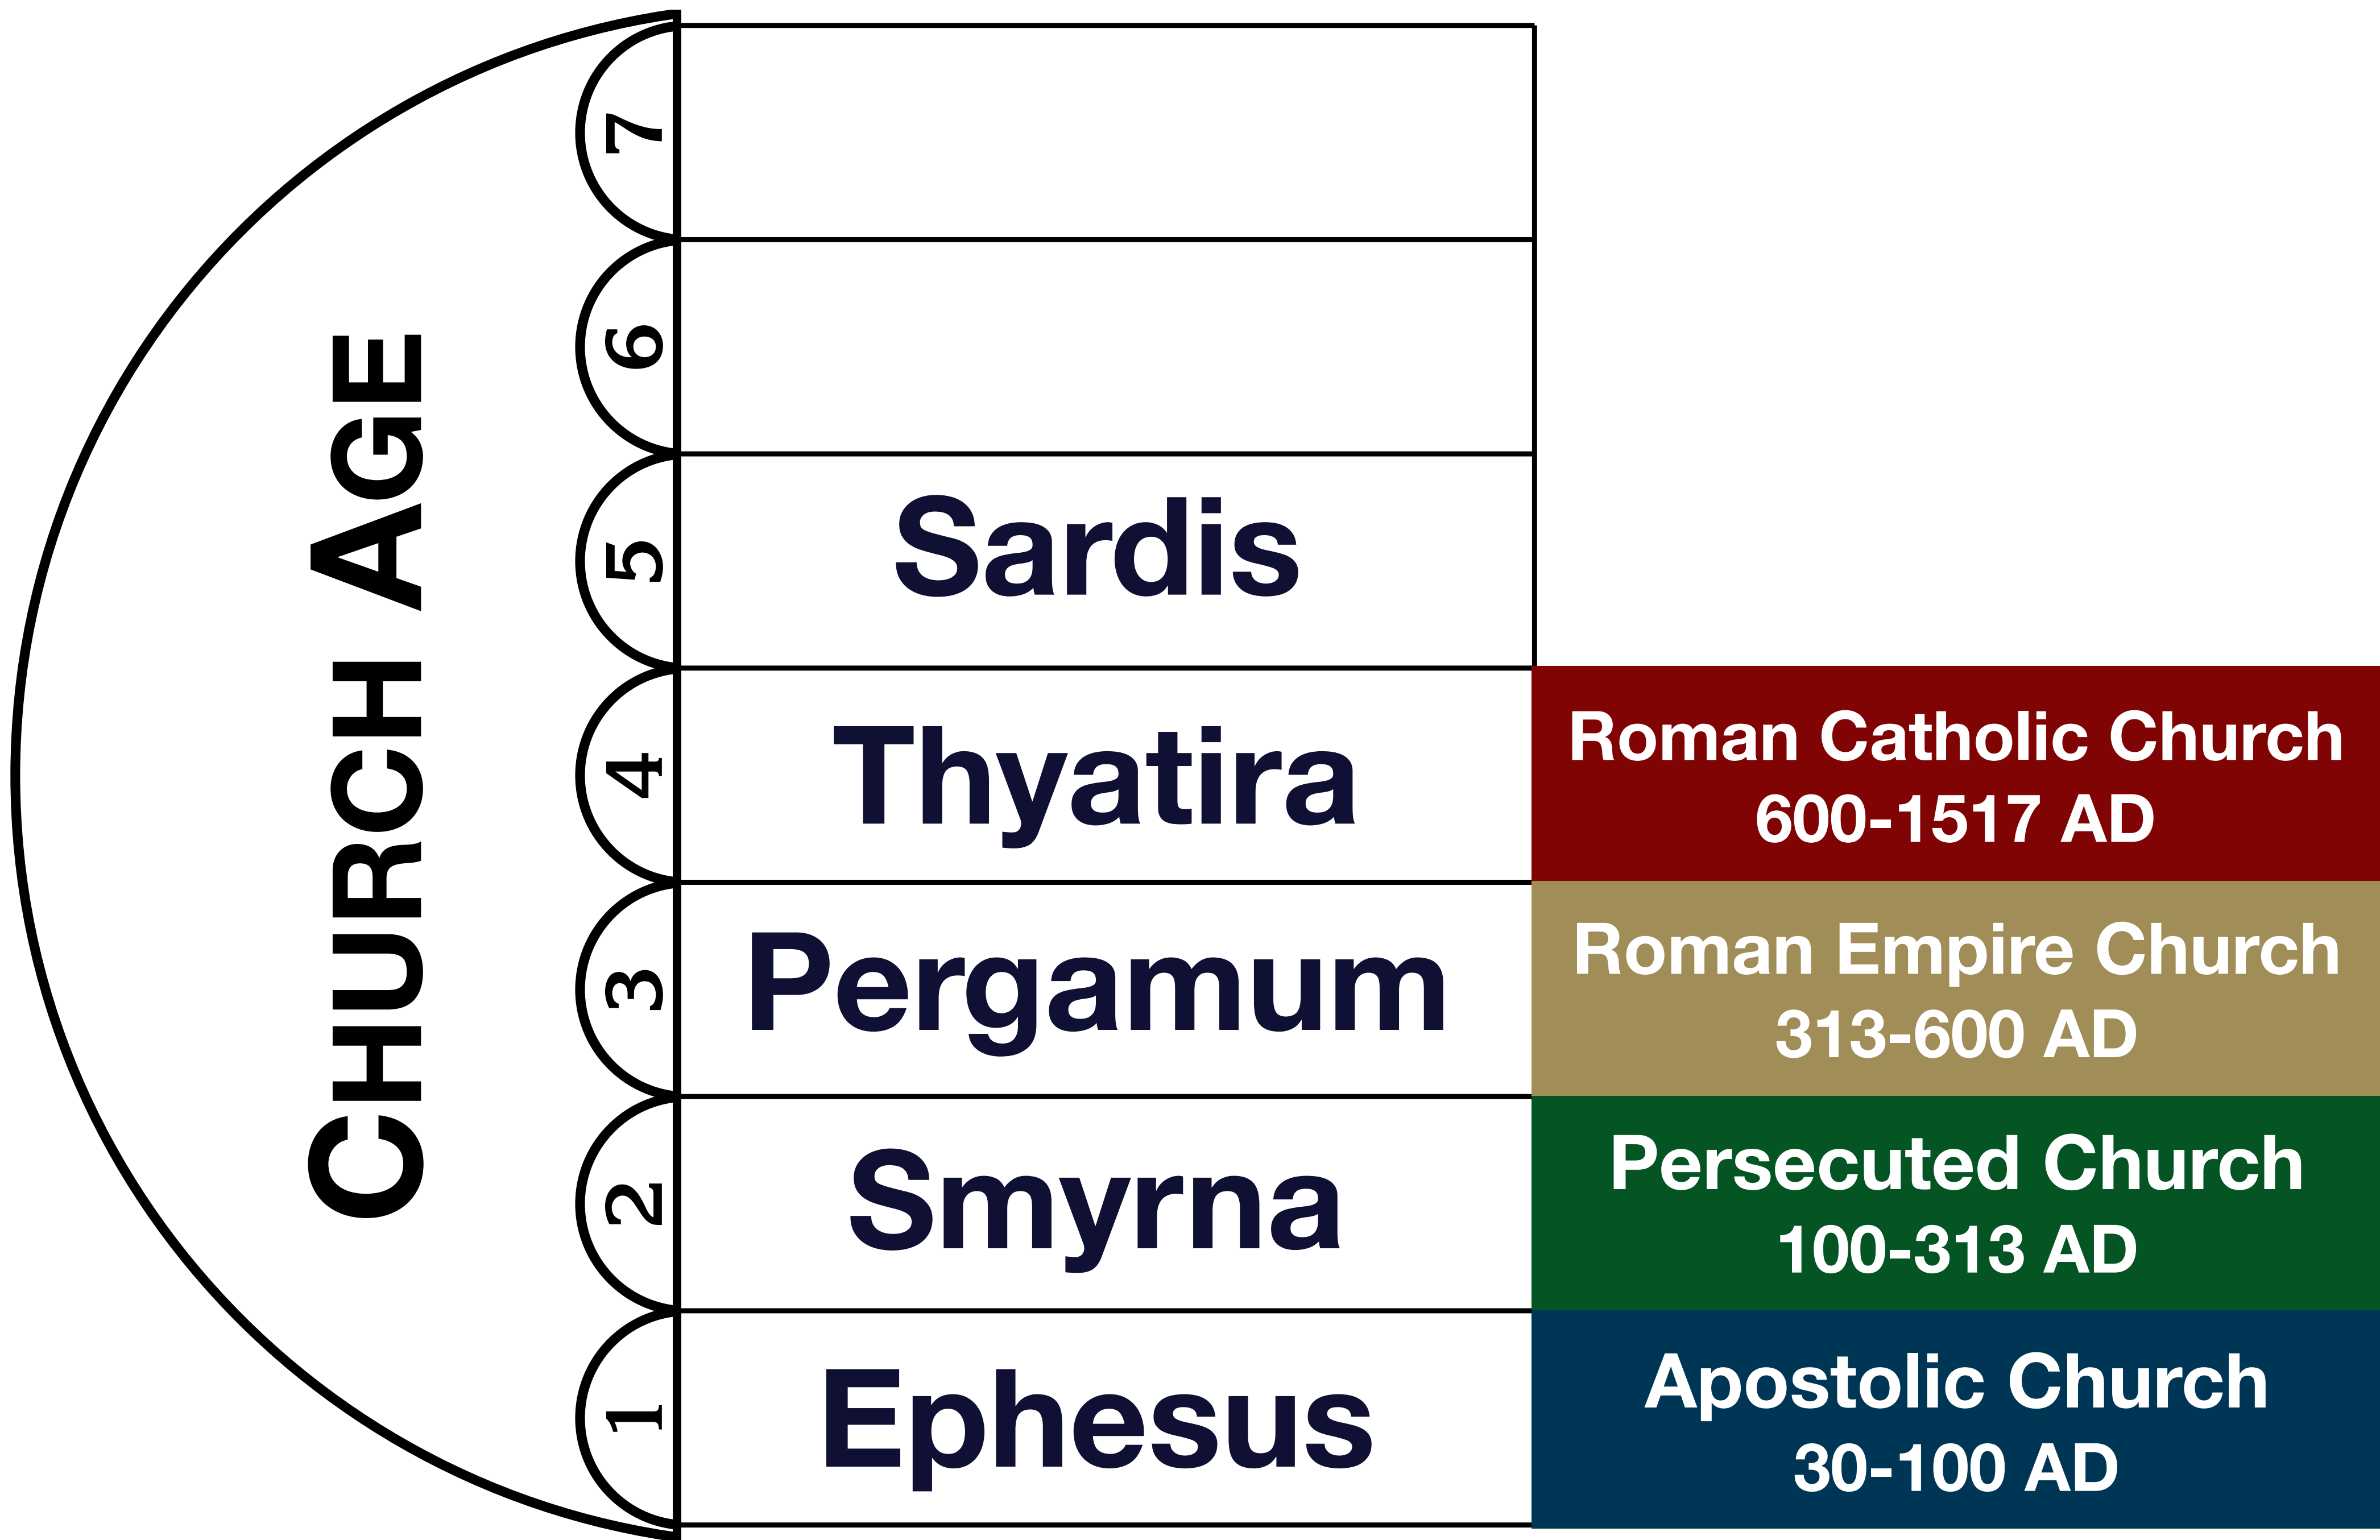 CHURCH AGE
7
6
5
Sardis
4
Thyatira
Roman Catholic Church
600-1517 AD
3
Pergamum
Roman Empire Church
313-600 AD
2
Smyrna
Persecuted Church
100-313 AD
1
Ephesus
Apostolic Church
30-100 AD